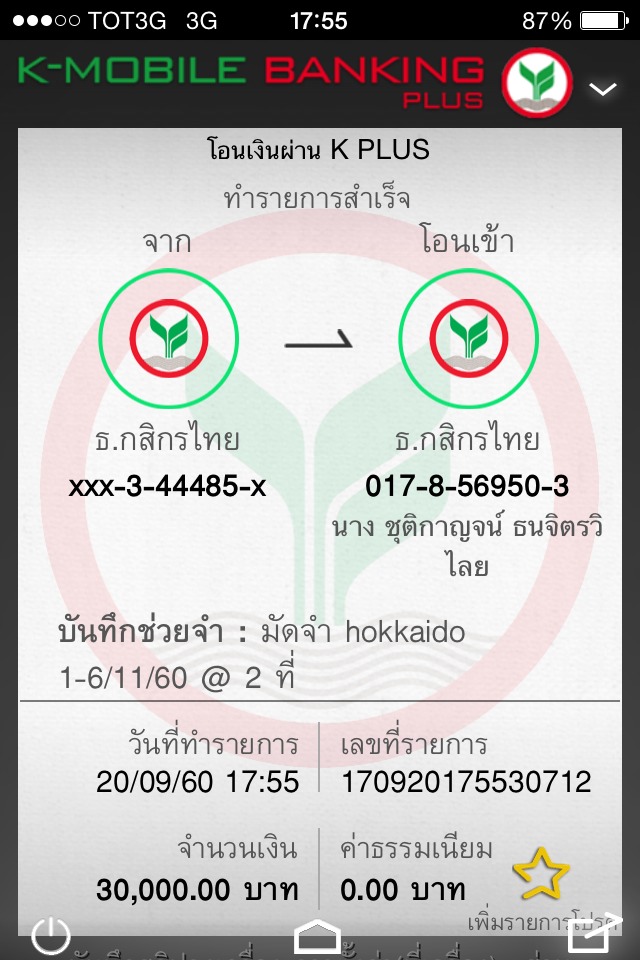 TOT3G 3G 17:55 87%
K-MOBILE BANKING
PLUS
โอนเงินผ่าน K PLUS
ทำรายการสำเร็จ
จาก โอนเข้า
ธ.กสิกรไทย ธ.กสิกรไทย
xxx-3-44485-x 017-8-56950-3
นาง ชุติกาญจน์ ธนจิตรวิ
ไลย
บันทึกช่วยจำ : มัดจำ hokkaido
1-6/11/60 @ 2 ที่
วันที่ทำรายการ เลขที่รายการ
20/09/60 17:55 170920175530712
จำนวนเงิน ค่าธรรมเนียม
30,000.00 บาท 0.00 บาท
เพิ่มรายการโปรด